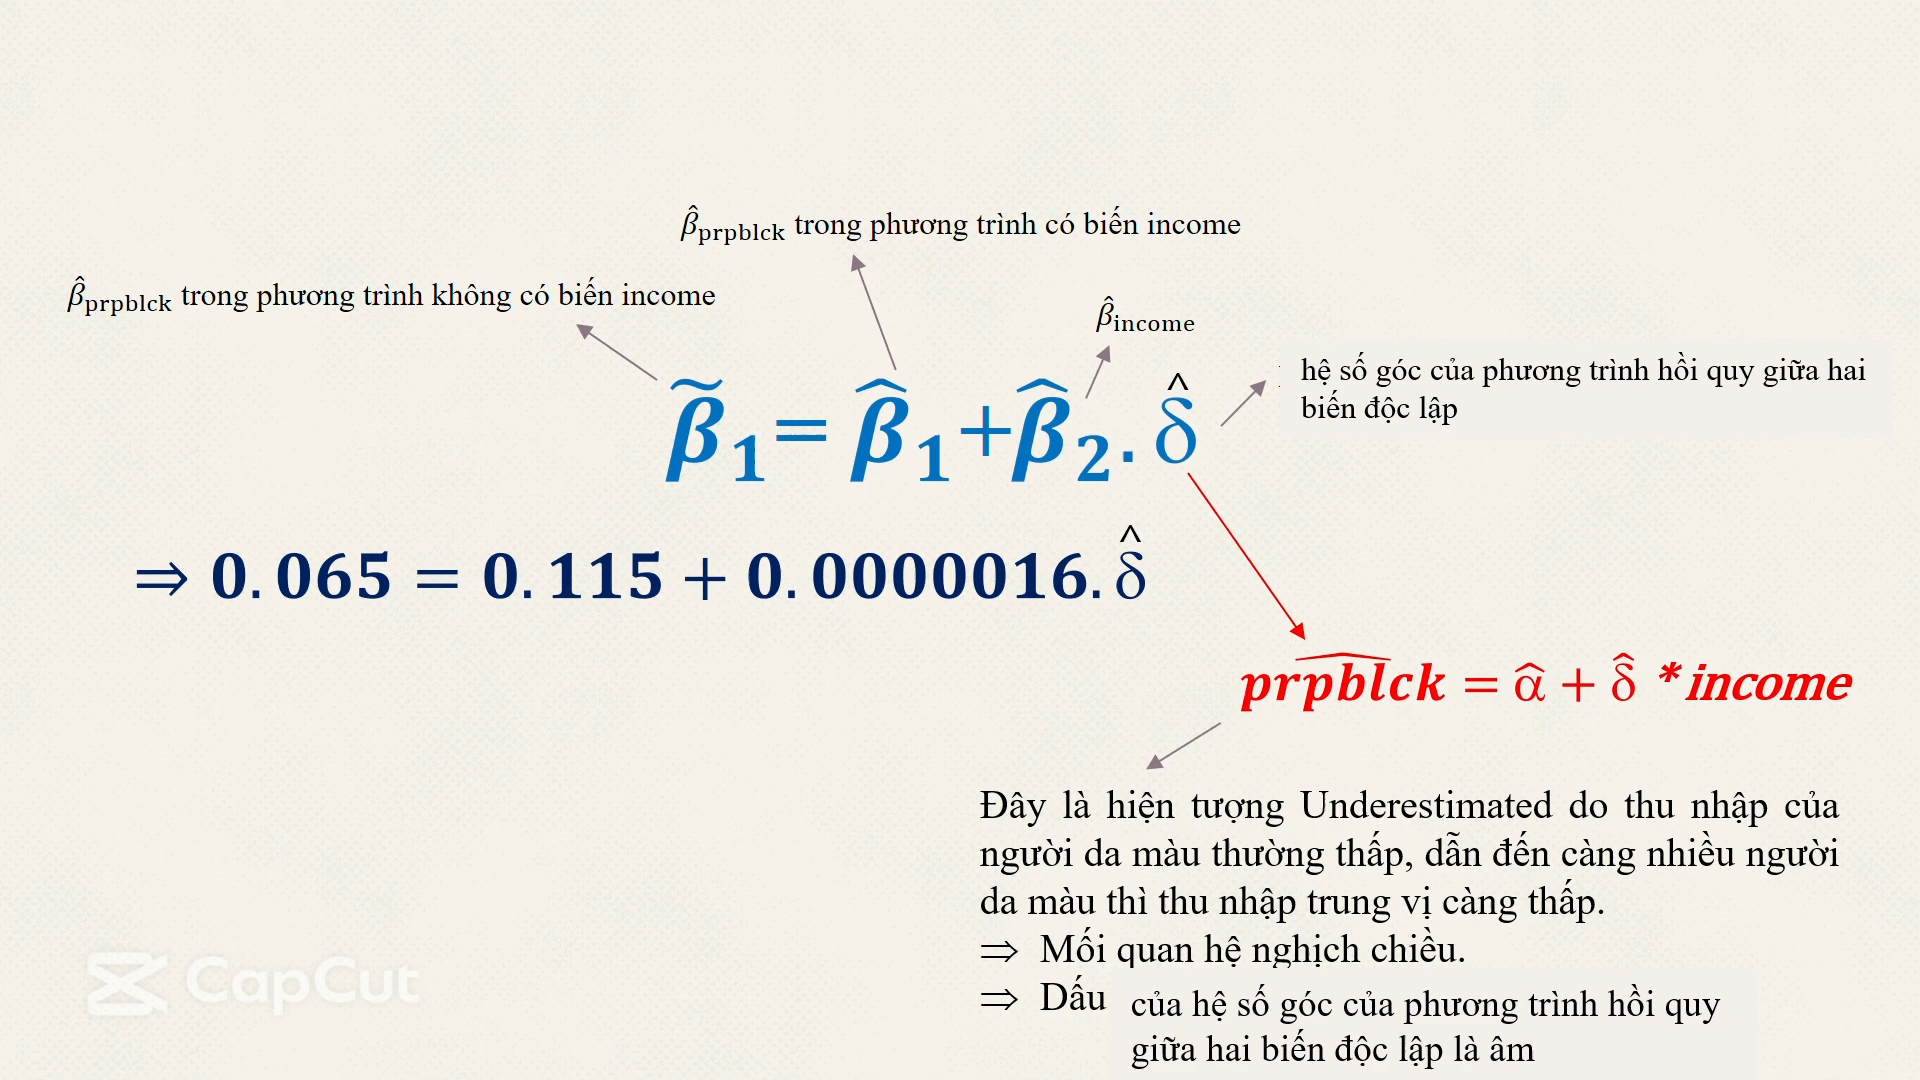 β̂prpblck trong phương trình có biến income
β̂prpblck trong phương trình không có biến income
β̂income
hệ số góc của phương trình hồi quy giữa hai
biến độc lập
β̃₁= β̂₁+β̂₂. δ̂
⇒ 0.065 = 0.115 + 0.0000016. δ̂
prpblck̂ = α̂ + δ̂ * income
Đây là hiện tượng Underestimated do thu nhập của
người da màu thường thấp, dẫn đến càng nhiều người
da màu thì thu nhập trung vị càng thấp.
⇒ Mối quan hệ nghịch chiều.
⇒ Dấu của hệ số góc của phương trình hồi quy
giữa hai biến độc lập là âm
CapCut